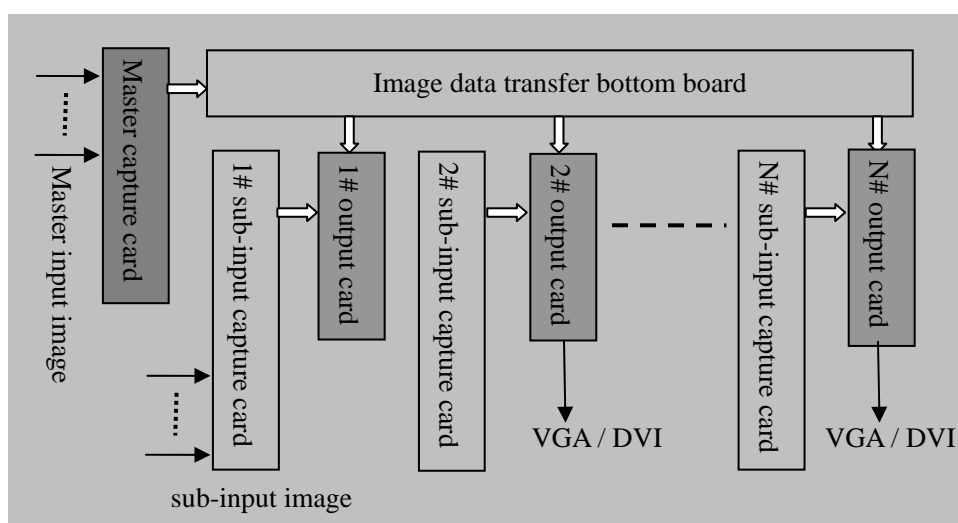 Image data transfer bottom board
Master capture card
Master input image
1# sub-input capture card
1# output card
2# sub-input capture card
2# output card
N# sub-input capture card
N# output card
VGA / DVI
VGA / DVI
sub-input image